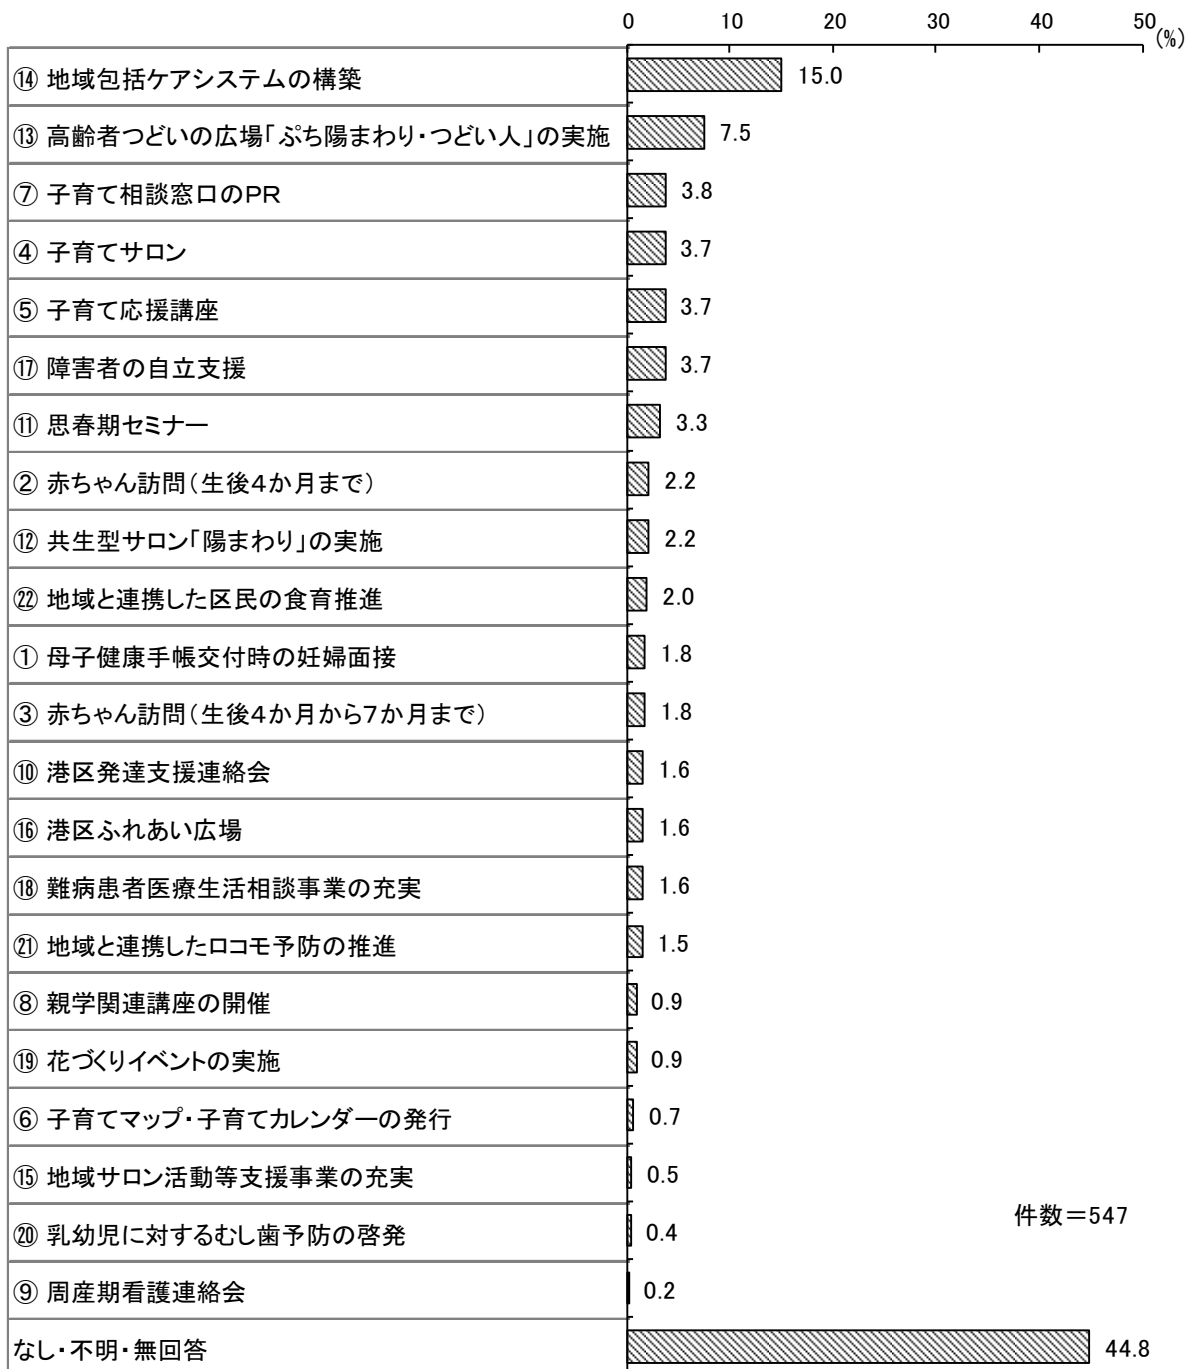 0 10 20 30 40 50
(%)
⑭ 地域包括ケアシステムの構築 15.0
⑬ 高齢者つどいの広場「ぷち陽まわり・つどい人」の実施 7.5
⑦ 子育て相談窓口のPR 3.8
④ 子育てサロン 3.7
⑤ 子育て応援講座 3.7
⑰ 障害者の自立支援 3.7
⑪ 思春期セミナー 3.3
② 赤ちゃん訪問(生後4か月まで) 2.2
⑫ 共生型サロン「陽まわり」の実施 2.2
㉒ 地域と連携した区民の食育推進 2.0
① 母子健康手帳交付時の妊婦面接 1.8
③ 赤ちゃん訪問(生後4か月から7か月まで) 1.8
⑩ 港区発達支援連絡会 1.6
⑯ 港区ふれあい広場 1.6
⑱ 難病患者医療生活相談事業の充実 1.6
㉑ 地域と連携したロコモ予防の推進 1.5
⑧ 親学関連講座の開催 0.9
⑲ 花づくりイベントの実施 0.9
⑥ 子育てマップ・子育てカレンダーの発行 0.7
⑮ 地域サロン活動等支援事業の充実 0.5
⑳ 乳幼児に対するむし歯予防の啓発 0.4
件数=547
⑨ 周産期看護連絡会 0.2
なし・不明・無回答 44.8